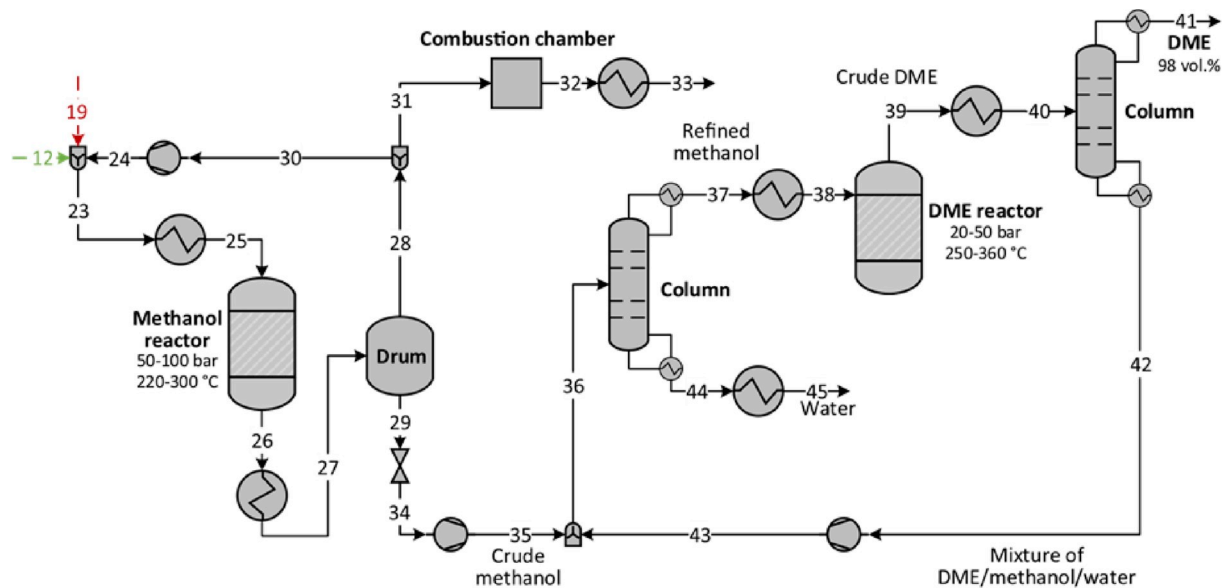 41
DME
98 vol.%
Combustion chamber
Crude DME
32
33
31
39
40
Column
19
12
24
30
Refined
methanol
37
38
23
25
28
DME reactor
20-50 bar
250-360 °C
Column
Methanol
reactor
50-100 bar
220-300 °C
Drum
36
42
44
45
Water
26
27
29
34
35
43
Crude
methanol
Mixture of
DME/methanol/water